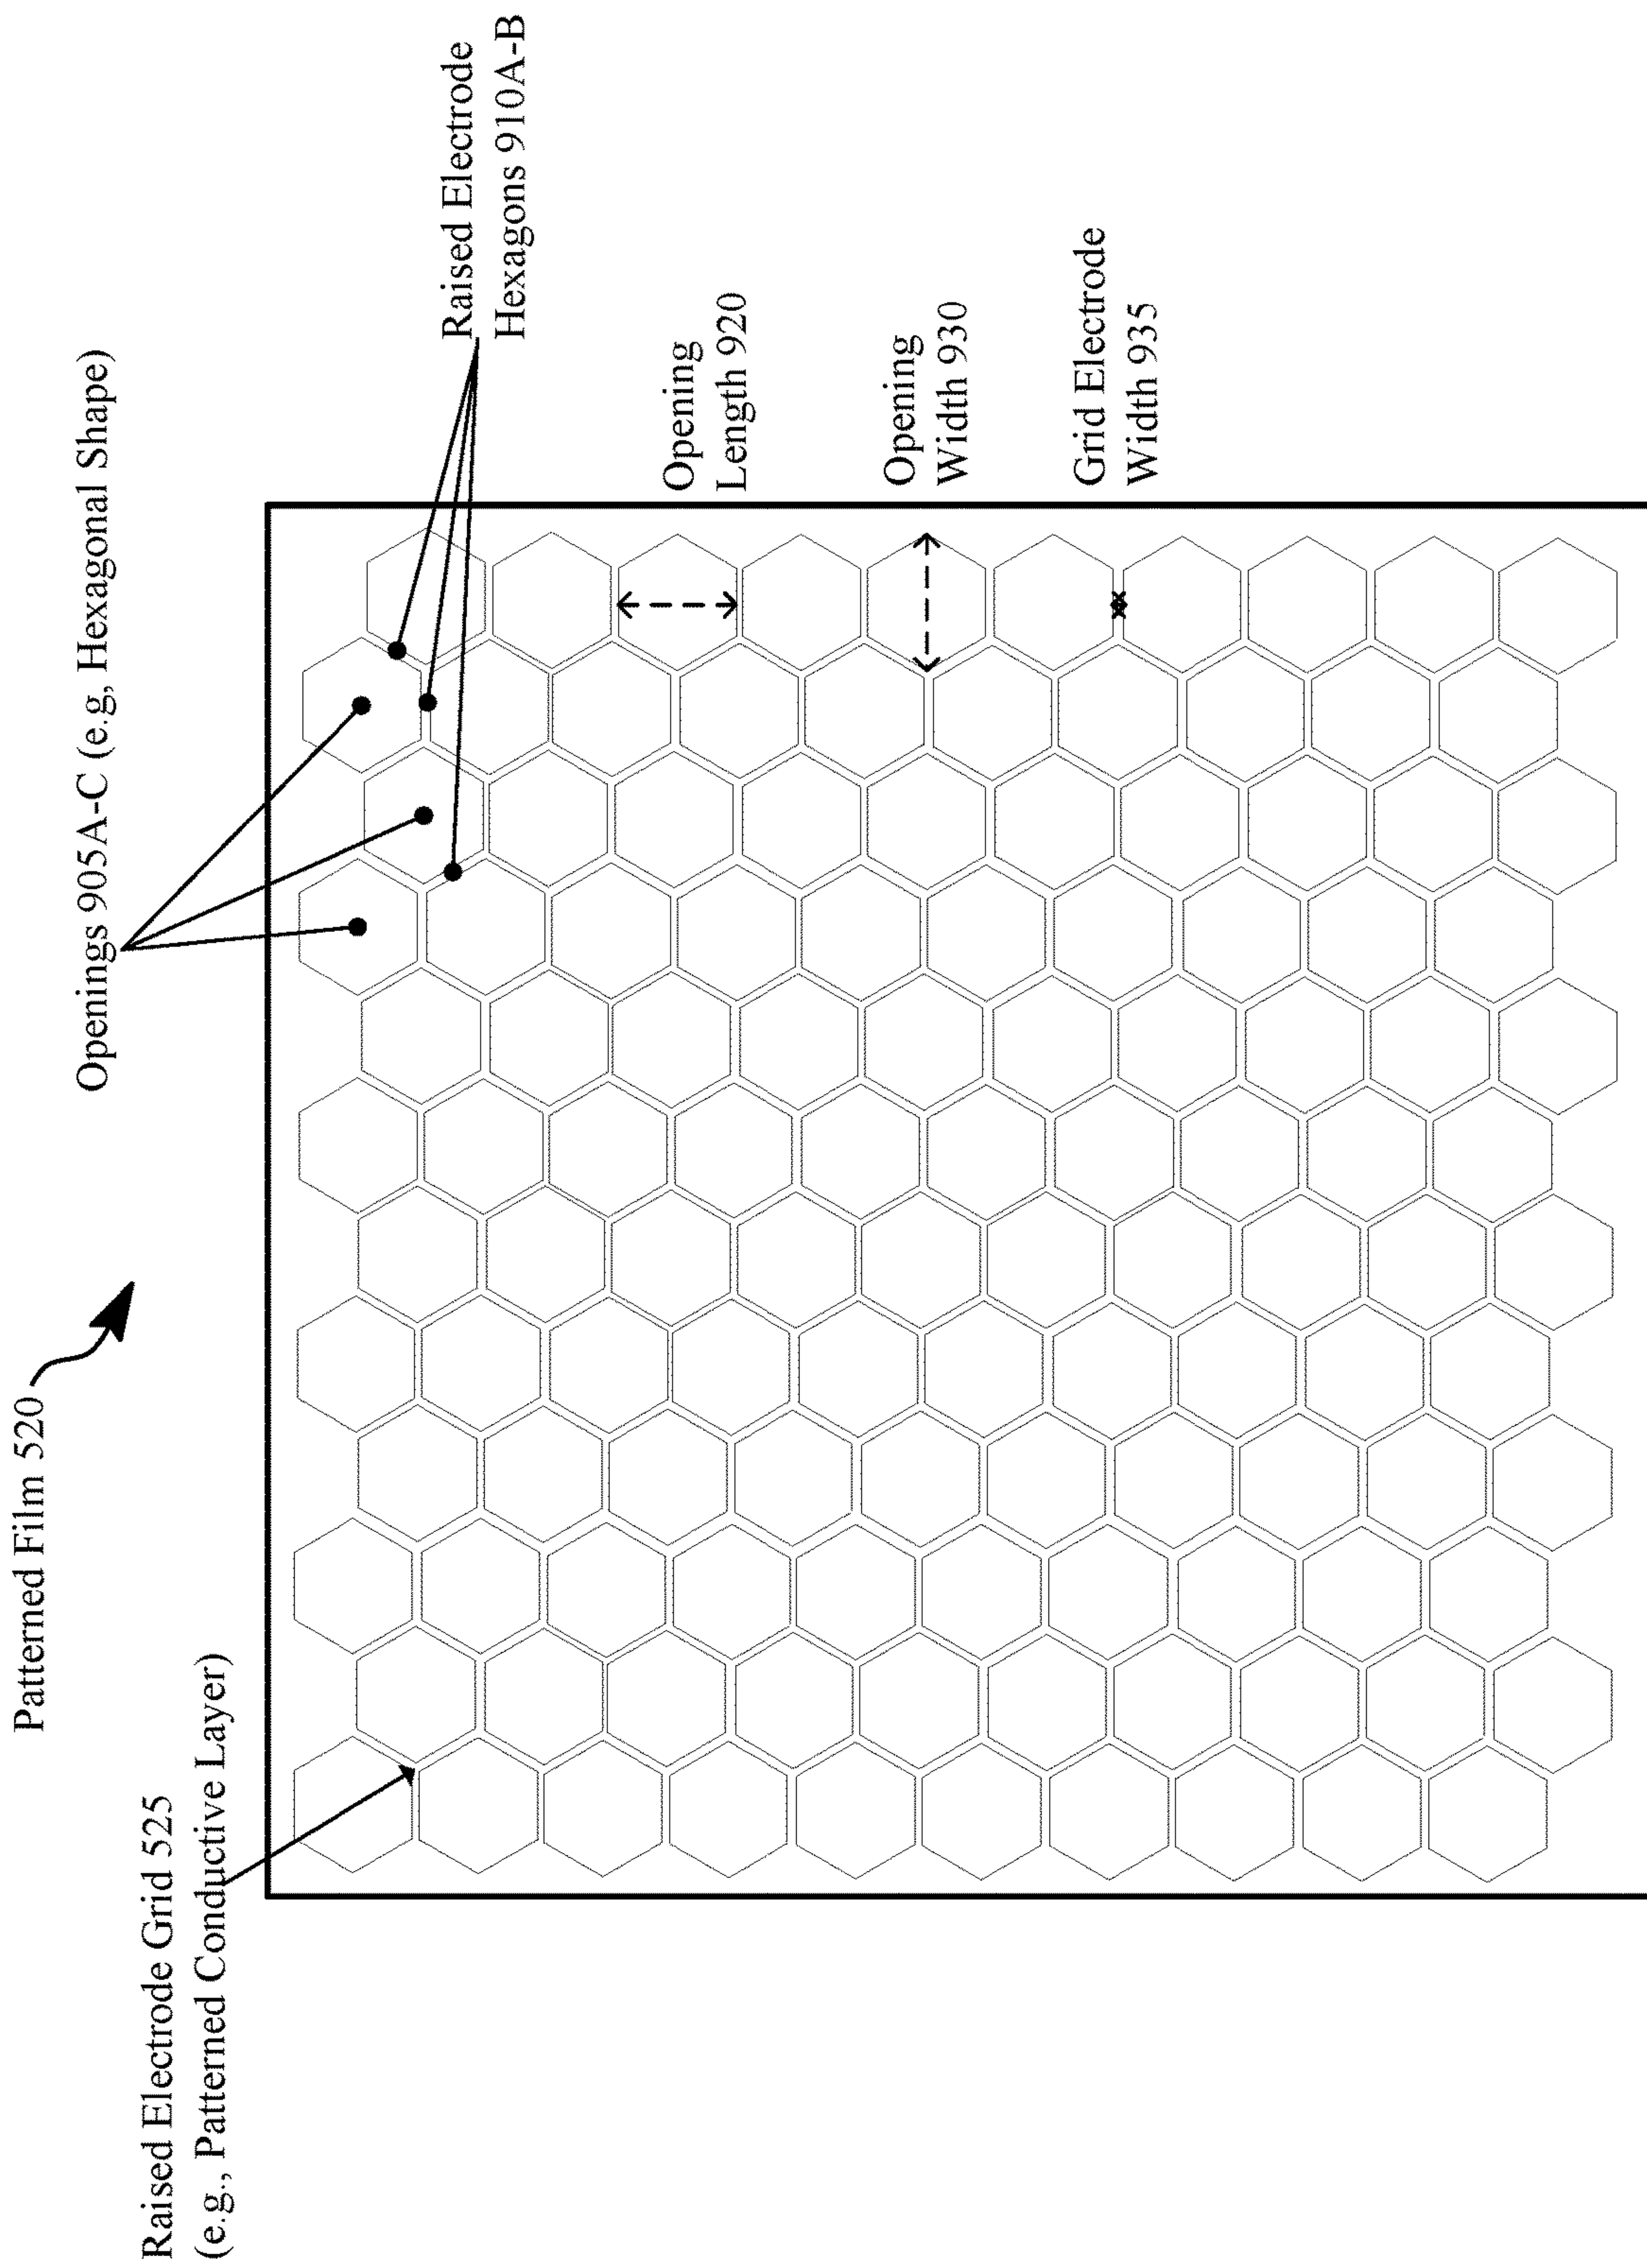 Patterned Film 520
Raised Electrode Grid 525
(e.g., Patterned Conductive Layer)
Openings 905A-C (e.g, Hexagonal Shape)
Raised Electrode
Hexagons 910A-B
Opening
Length 920
Opening
Width 930
Grid Electrode
Width 935